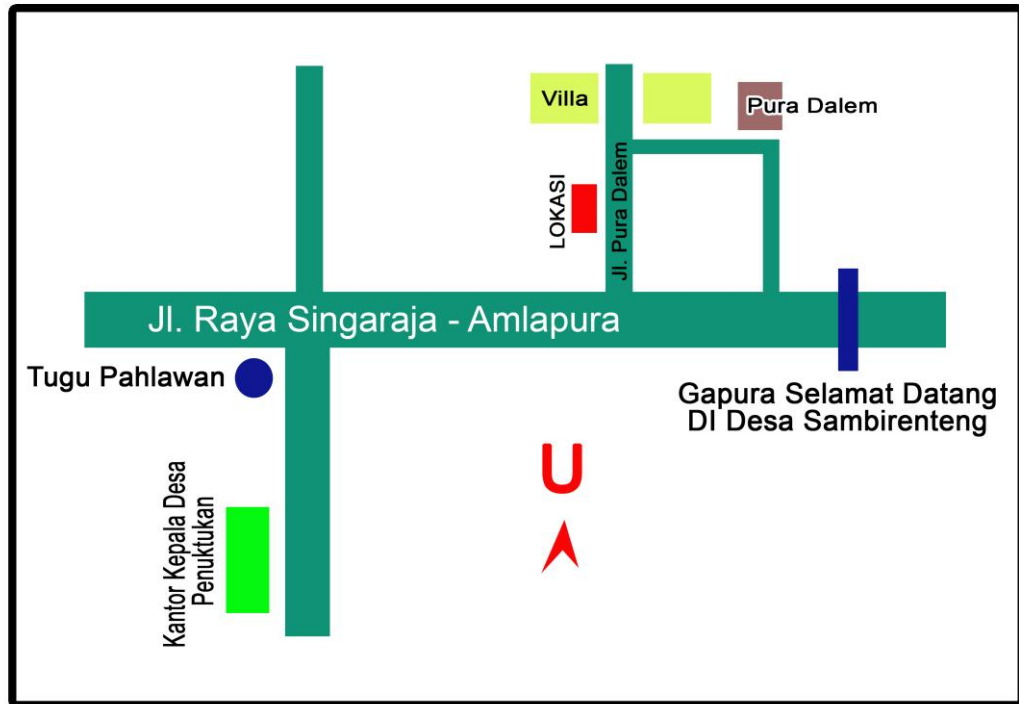 Villa
Pura Dalem
LOKASI
Jl. Pura Dalem
Jl. Raya Singaraja - Amlapura
Tugu Pahlawan
Gapura Selamat Datang
DI Desa Sambirenteng
U
Kantor Kepala Desa
Penuktukan